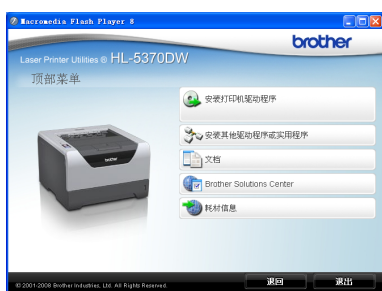 Macromedia Flash Player 8
brother
Laser Printer Utilities ® HL-5370DW
顶部菜单
安装打印机驱动程序
安装其他驱动程序或实用程序
文档
Brother Solutions Center
耗材信息
brother
© 2001-2008 Brother Industries, Ltd. All Rights Reserved.
退回
退出